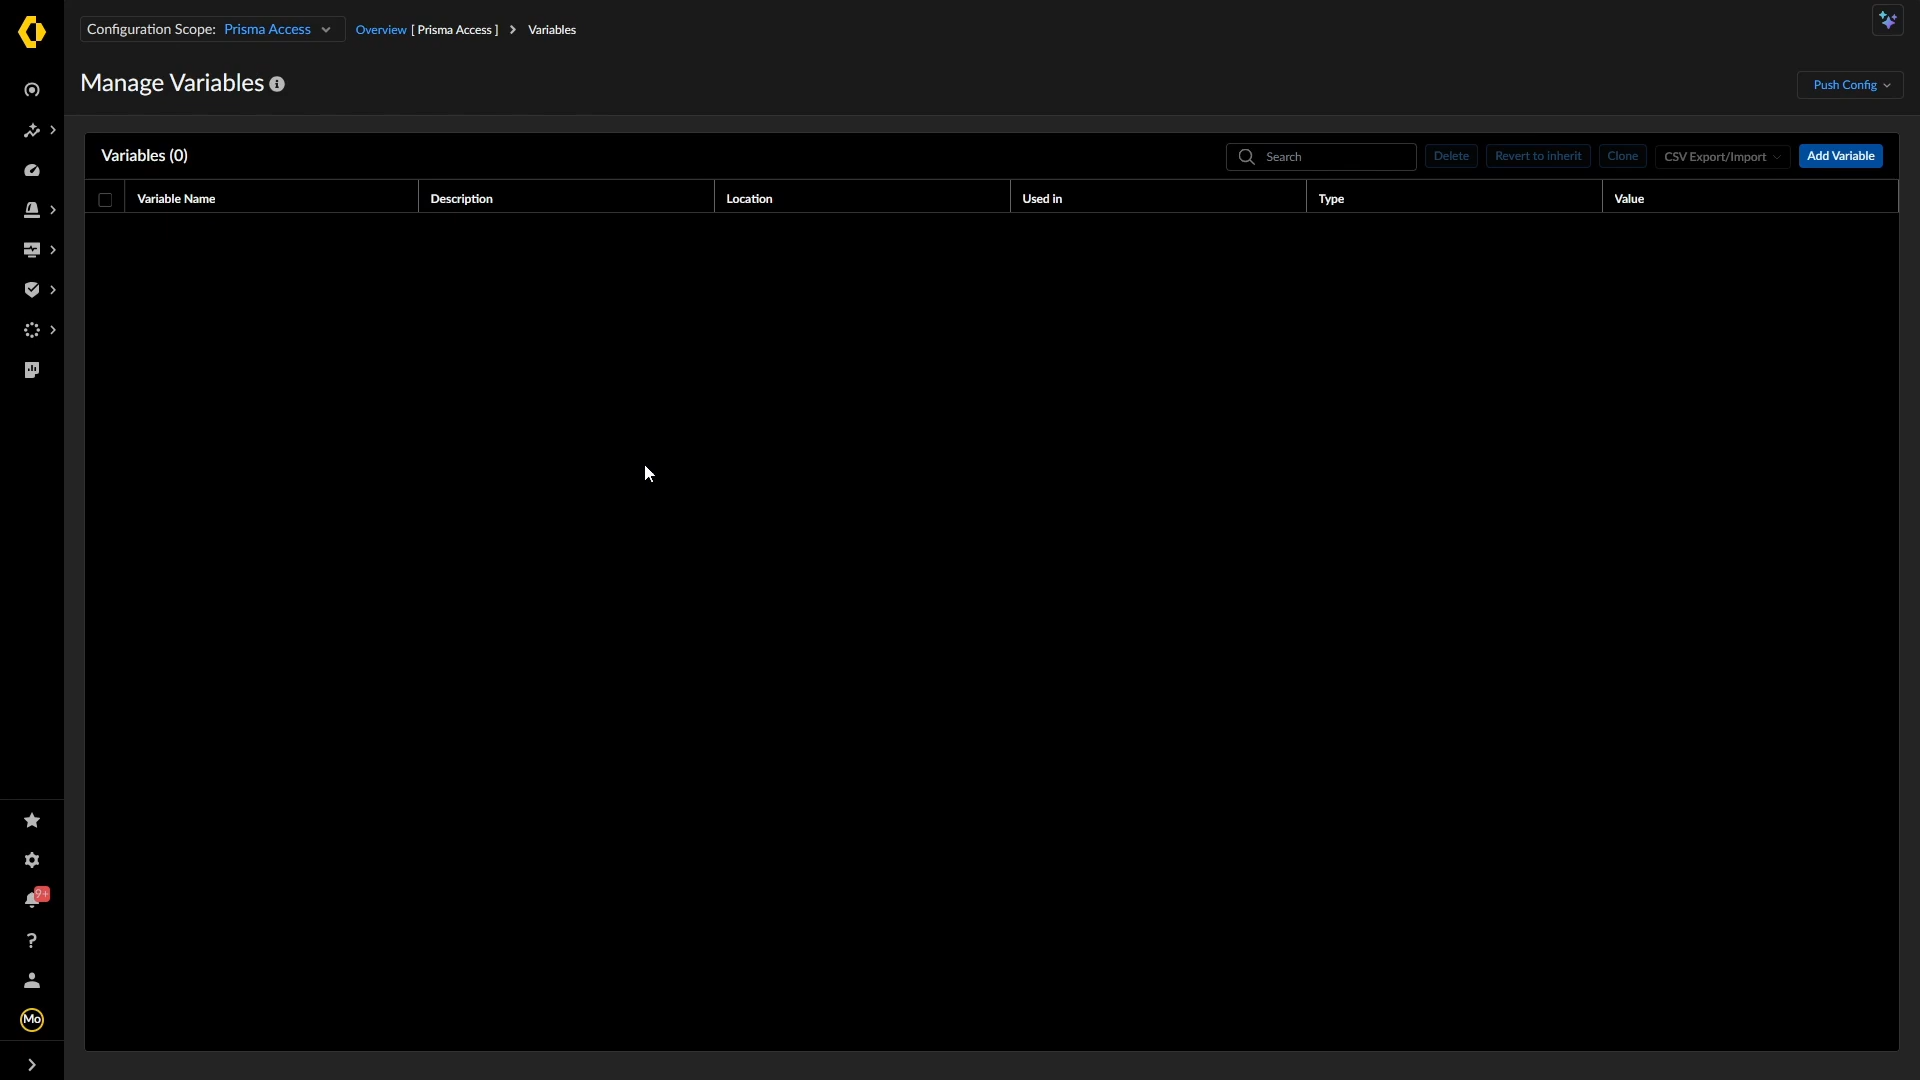 Configuration Scope: Prisma Access Overview [ Prisma Access ] Variables
Manage Variables
Push Config
Variables (0) Search Delete Revert to inherit Clone CSV Export/Import Add Variable
Variable Name Description Location Used in Type Value
9+
?
Mo